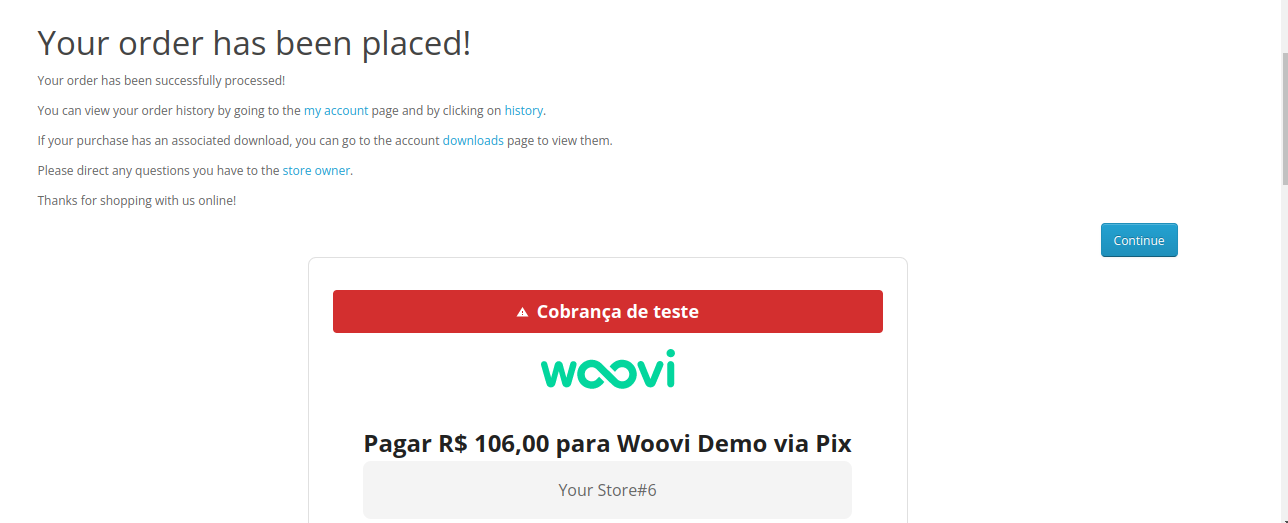 Your order has been placed!
Your order has been successfully processed!
You can view your order history by going to the my account page and by clicking on history.
If your purchase has an associated download, you can go to the account downloads page to view them.
Please direct any questions you have to the store owner.
Thanks for shopping with us online!
Continue
Cobrança de teste
woovi
Pagar R$ 106,00 para Woovi Demo via Pix
Your Store#6